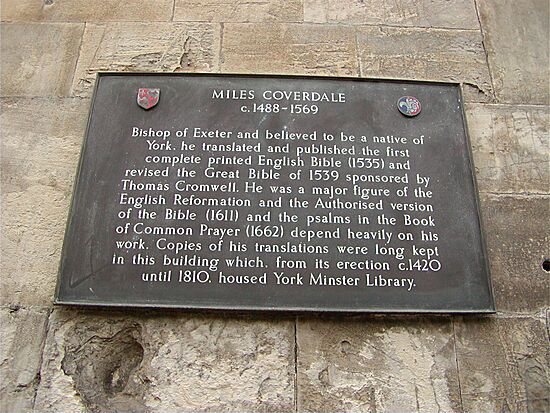 MILES COVERDALE
c.1488~1569
Bishop of Exeter and believed to be a native of
York, he translated and published the first
complete printed English Bible (1535) and
revised the Great Bible of 1539 sponsored by
Thomas Cromwell. He was a major figure of the
English Reformation and the Authorised version
of the Bible (1611) and the psalms in the Book
of Common Prayer (1662) depend heavily on his
work. Copies of his translations were long kept
in this building which, from its erection c.1420
until 1810, housed York Minster Library.